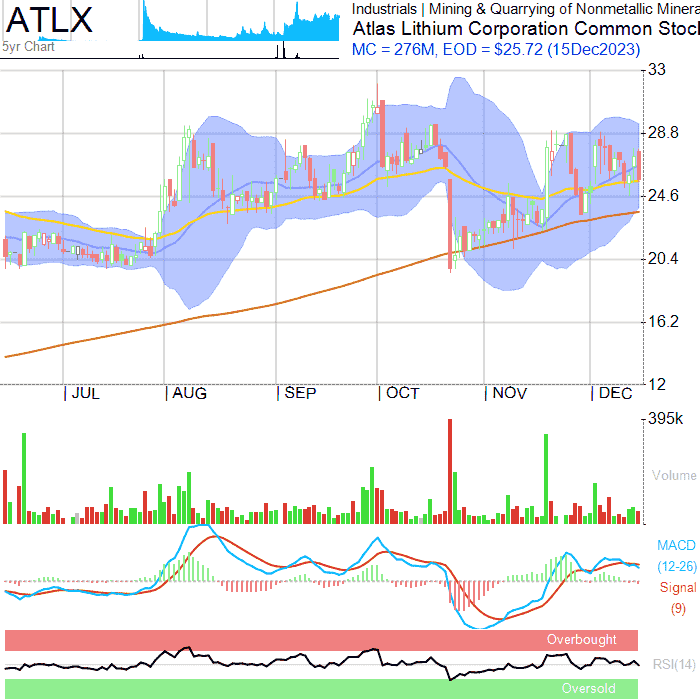 ATLX
5yr Chart
Industrials | Mining & Quarrying of Nonmetallic Minera
Atlas Lithium Corporation Common Stoc
MC = 276M, EOD = $25.72 (15Dec2023)
33
28.8
24.6
20.4
16.2
12
JUL AUG SEP OCT NOV DEC
395k
Volume
MACD
(12-26)
Signal
(9)
Overbought
RSI(14)
Oversold